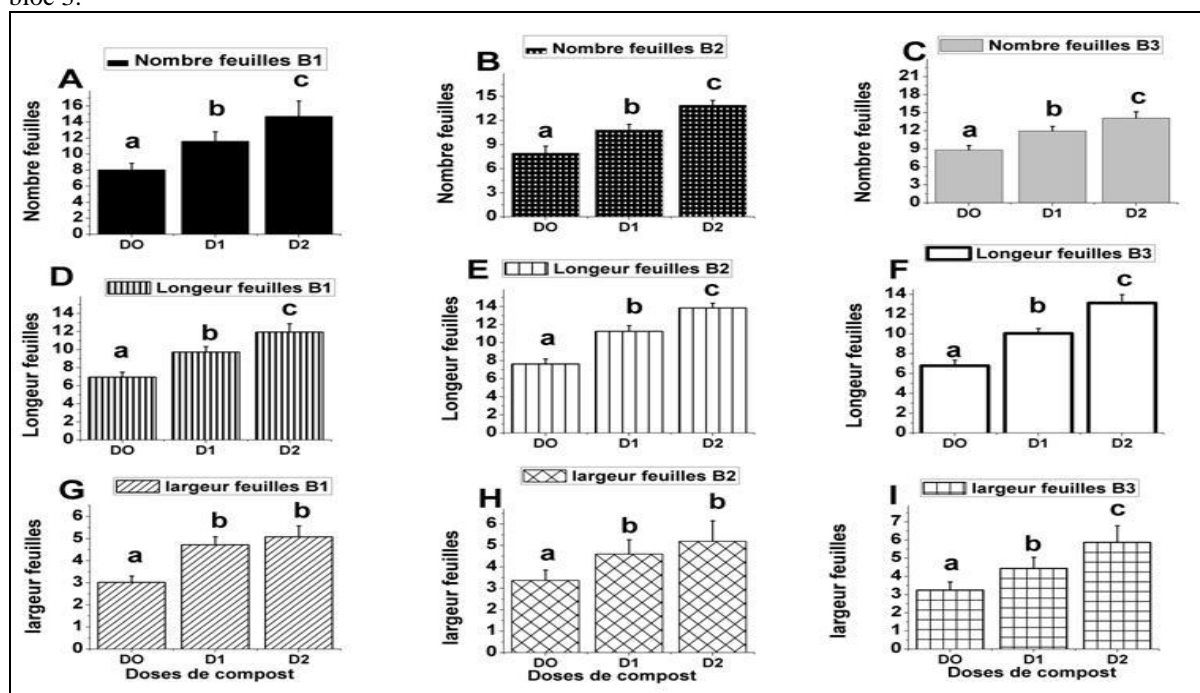 bloc 3.
A
Nombre feuilles B1
Nombre feuilles
16
14
12
10
8
6
4
2
0
a
b
c
DO
D1
D2
B
Nombre feuilles B2
Nombre feuilles
15
12
9
6
3
0
a
b
c
DO
D1
D2
C
Nombre feuilles B3
Nombre feuilles
21
18
15
12
9
6
3
0
a
b
c
DO
D1
D2
D
Longeur feuilles B1
Longeur feuilles
14
12
10
8
6
4
2
0
a
b
c
DO
D1
D2
E
Longeur feuilles B2
Longeur feuilles
14
12
10
8
6
4
2
0
a
b
c
DO
D1
D2
F
Longeur feuilles B3
Longeur feuilles
14
12
10
8
6
4
2
0
a
b
c
DO
D1
D2
G
largeur feuilles B1
largeur feuilles
6
5
4
3
2
1
0
a
b
b
DO
D1
D2
Doses de compost
H
largeur feuilles B2
largeur feuilles
6
5
4
3
2
1
0
a
b
b
DO
D1
D2
Doses de compost
I
largeur feuilles B3
largeur feuilles
7
6
5
4
3
2
1
0
a
b
c
DO
D1
D2
Doses de compost